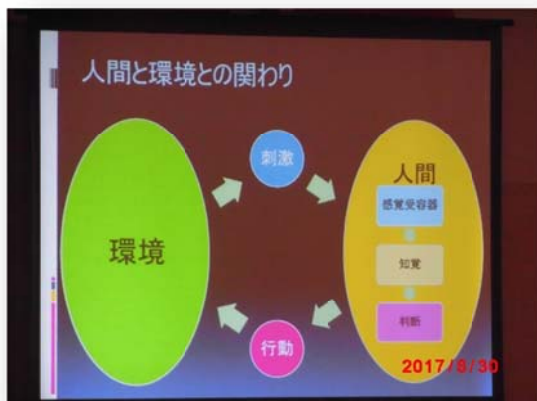 人間と環境との関わり
刺激
人間
感覚受容器
環境
知覚
判断
行動
2017/8/30